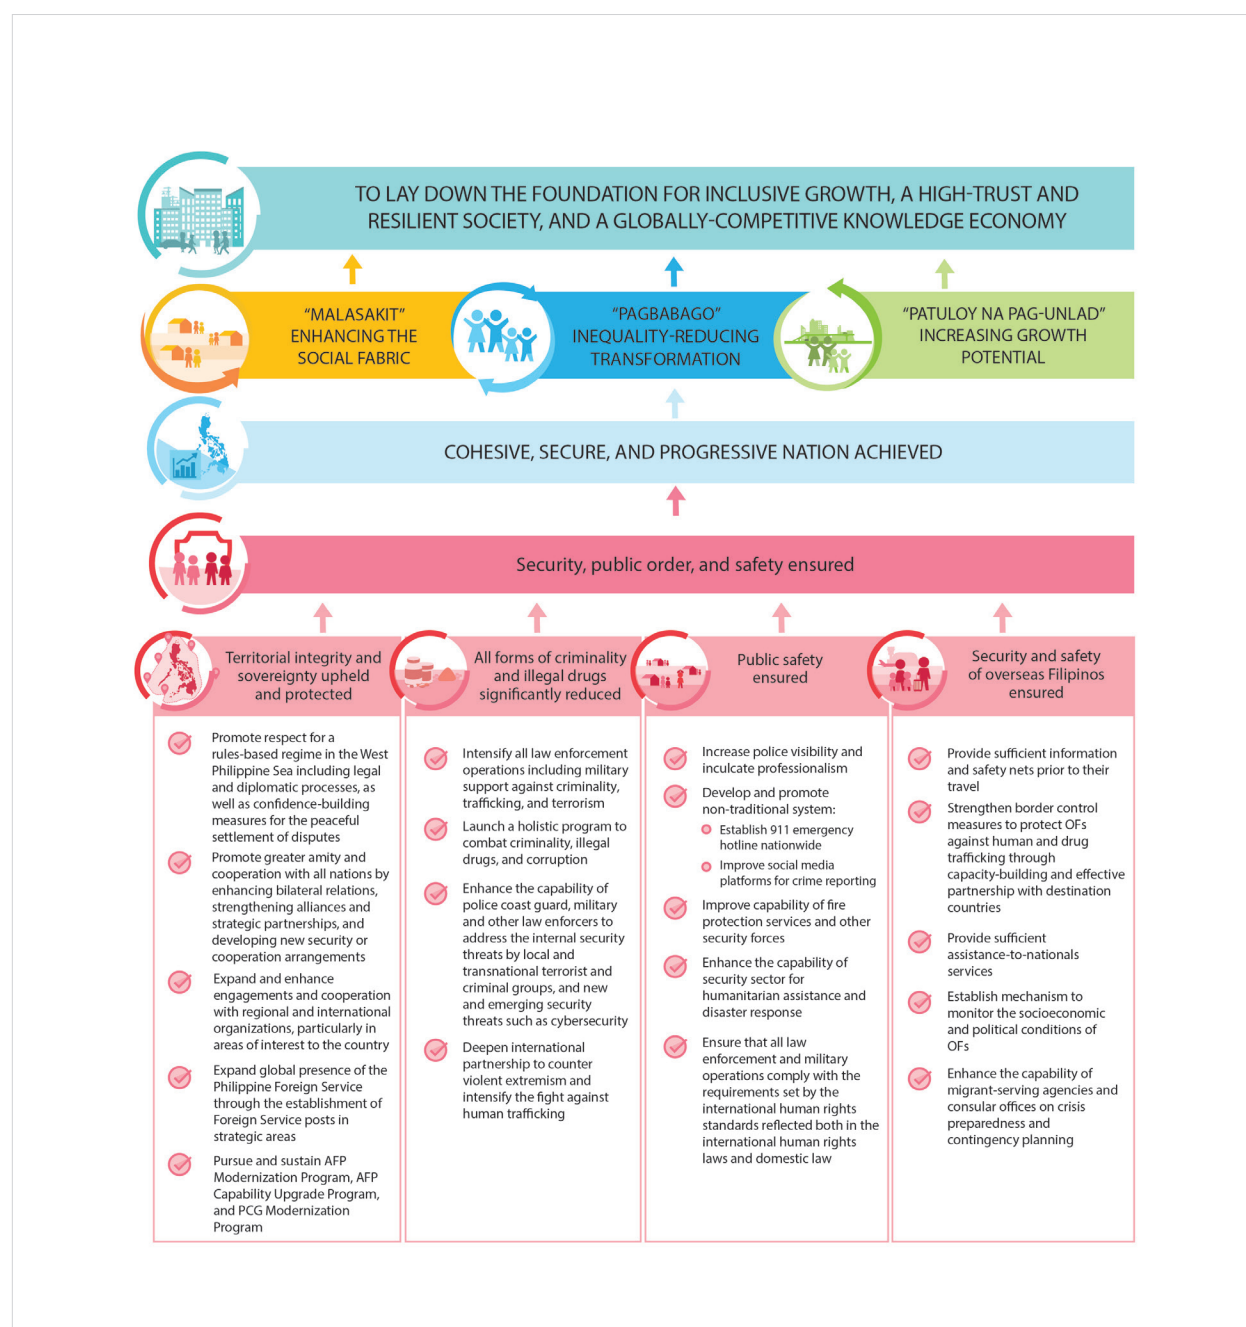 TO LAY DOWN THE FOUNDATION FOR INCLUSIVE GROWTH, A HIGH-TRUST AND
RESILIENT SOCIETY, AND A GLOBALLY-COMPETITIVE KNOWLEDGE ECONOMY
“MALASAKIT”
ENHANCING THE
SOCIAL FABRIC
“PAGBABAGO”
INEQUALITY-REDUCING
TRANSFORMATION
“PATULOY NA PAG-UNLAD”
INCREASING GROWTH
POTENTIAL
COHESIVE, SECURE, AND PROGRESSIVE NATION ACHIEVED
Security, public order, and safety ensured
Territorial integrity and
sovereignty upheld
and protected
Promote respect for a
rules-based regime in the West
Philippine Sea including legal
and diplomatic processes, as
well as confidence-building
measures for the peaceful
settlement of disputes
Promote greater amity and
cooperation with all nations by
enhancing bilateral relations,
strengthening alliances and
strategic partnerships, and
developing new security or
cooperation arrangements
Expand and enhance
engagements and cooperation
with regional and international
organizations, particularly in
areas of interest to the country
Expand global presence of the
Philippine Foreign Service
through the establishment of
Foreign Service posts in
strategic areas
Pursue and sustain AFP
Modernization Program, AFP
Capability Upgrade Program,
and PCG Modernization
Program
All forms of criminality
and illegal drugs
significantly reduced
Intensify all law enforcement
operations including military
support against criminality,
trafficking, and terrorism
Launch a holistic program to
combat criminality, illegal
drugs, and corruption
Enhance the capability of
police coast guard, military
and other law enforcers to
address the internal security
threats by local and
transnational terrorist and
criminal groups, and new
and emerging security
threats such as cybersecurity
Deepen international
partnership to counter
violent extremism and
intensify the fight against
human trafficking
Public safety
ensured
Increase police visibility and
inculcate professionalism
Develop and promote
non-traditional system:
Establish 911 emergency
hotline nationwide
Improve social media
platforms for crime reporting
Improve capability of fire
protection services and other
security forces
Enhance the capability of
security sector for
humanitarian assistance and
disaster response
Ensure that all law
enforcement and military
operations comply with the
requirements set by the
international human rights
standards reflected both in the
international human rights
laws and domestic law
Security and safety
of overseas Filipinos
ensured
Provide sufficient information
and safety nets prior to their
travel
Strengthen border control
measures to protect OFs
against human and drug
trafficking through
capacity-building and effective
partnership with destination
countries
Provide sufficient
assistance-to-nationals
services
Establish mechanism to
monitor the socioeconomic
and political conditions of
OFs
Enhance the capability of
migrant-serving agencies and
consular offices on crisis
preparedness and
contingency planning